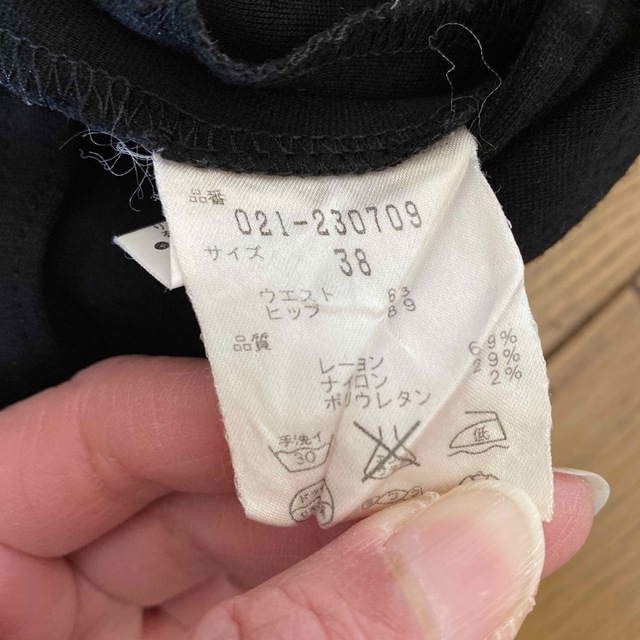 品番
021-230709
サイズ 38
ウエスト 63
ヒップ 89
品質
レーヨン 69%
ナイロン 29%
ポリウレタン 2%
手洗イ
30
低